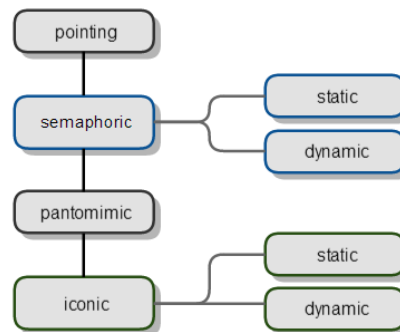 pointing
semaphoric
static
dynamic
pantomimic
iconic
static
dynamic